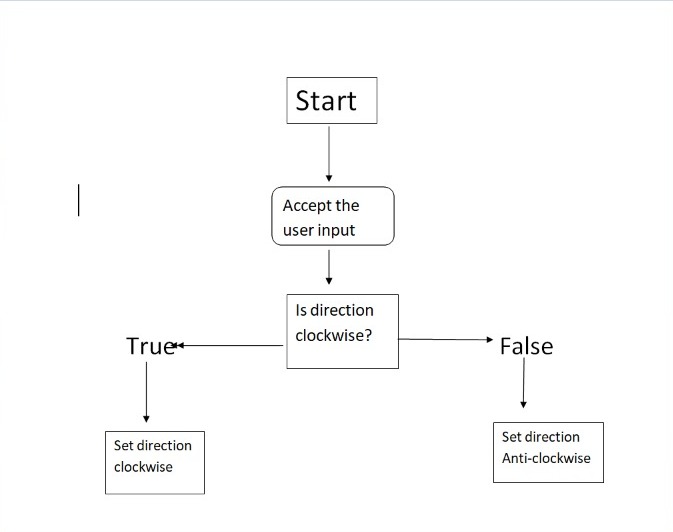 Start
Accept the
user input
Is direction
clockwise?
True
False
Set direction
clockwise
Set direction
Anti-clockwise